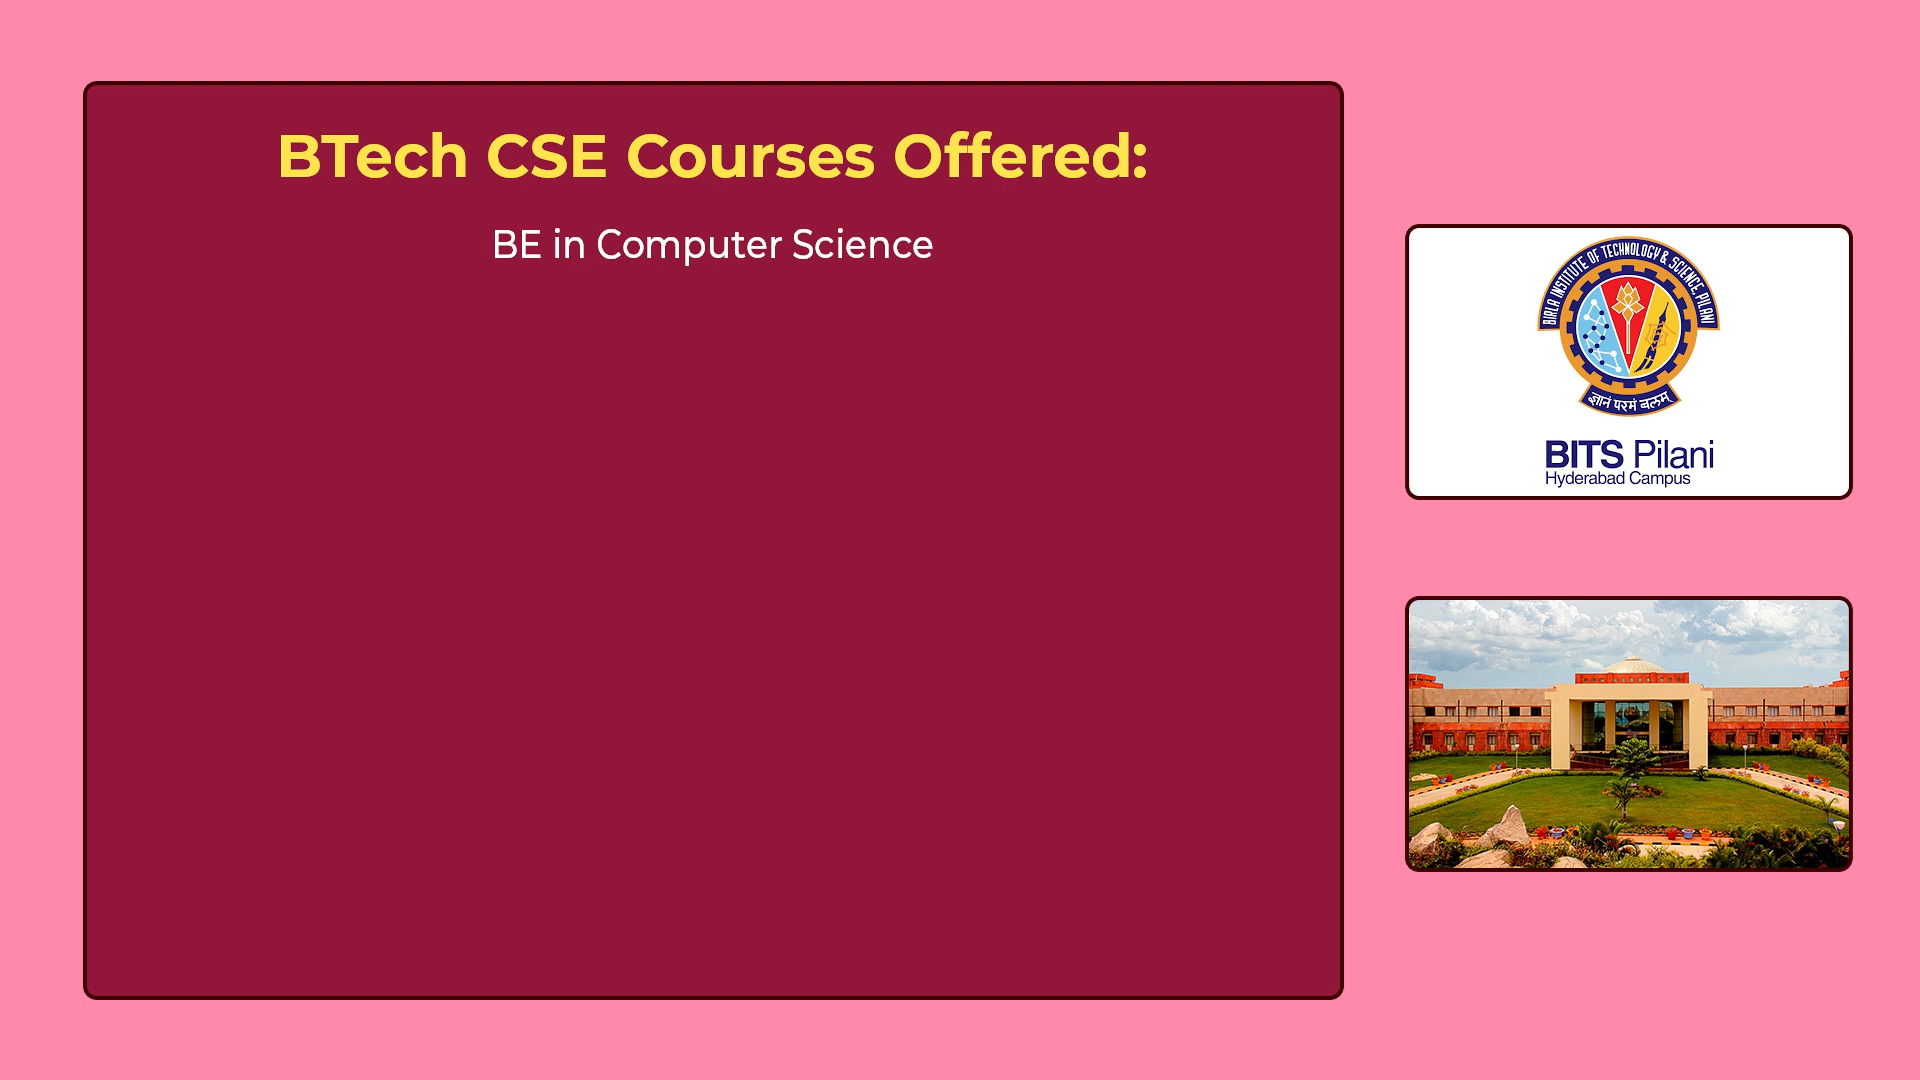 BTech CSE Courses Offered:
BE in Computer Science
BIRLA INSTITUTE OF TECHNOLOGY & SCIENCE, PILANI
ज्ञानं परमं बलम्
BITS Pilani
Hyderabad Campus